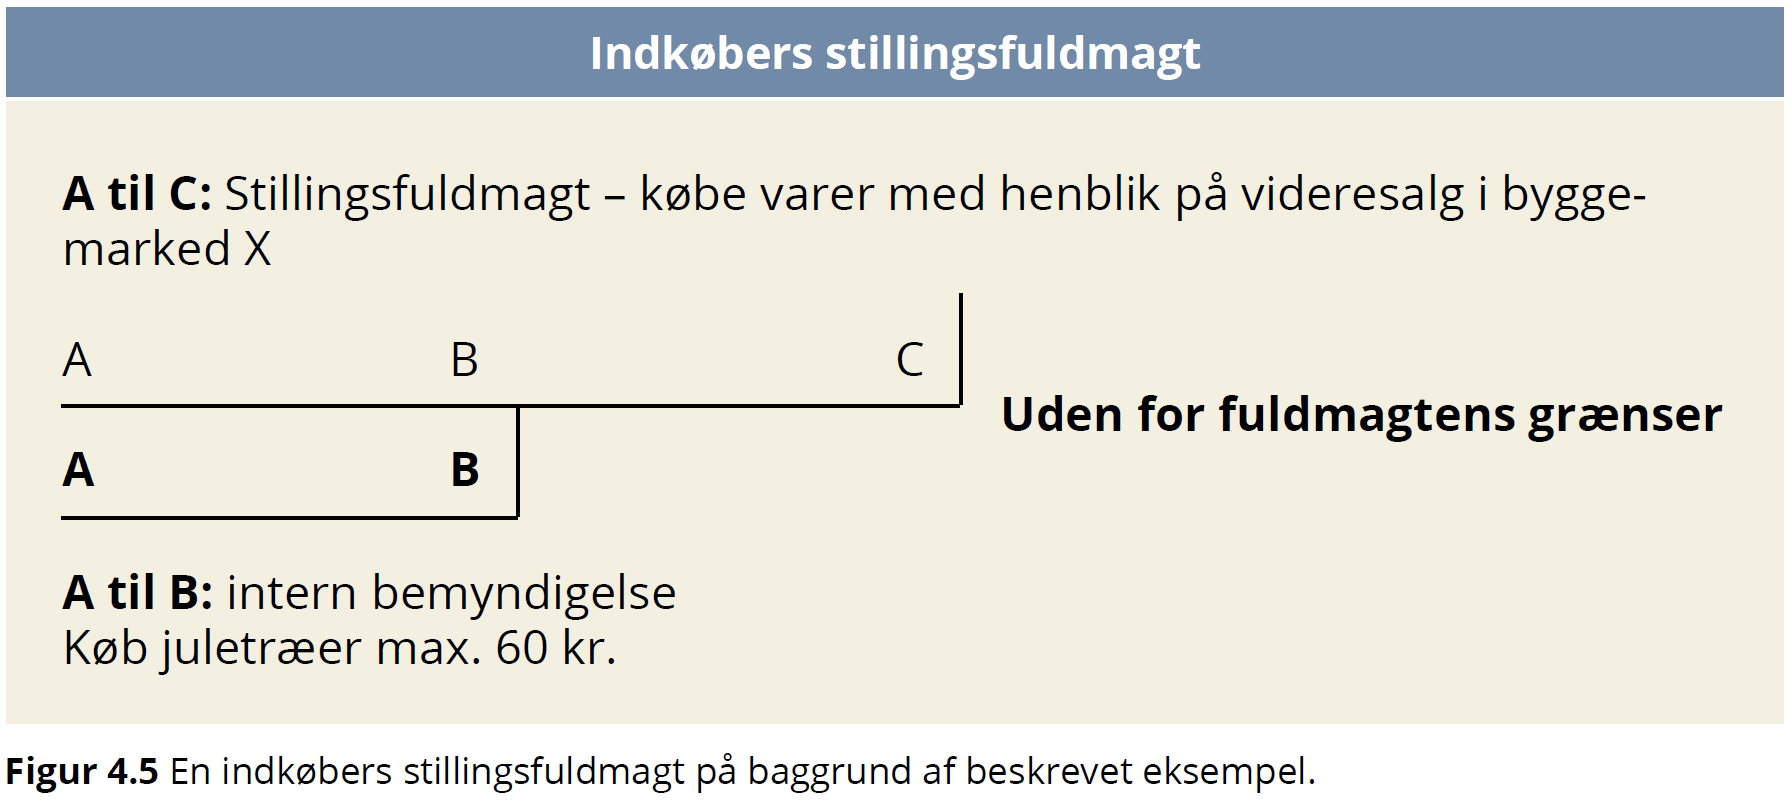 Indkøbers stillingsfuldmagt
A til C: Stillingsfuldmagt – købe varer med henblik på videresalg i bygge-
marked X
A B C
Uden for fuldmagtens grænser
A B
A til B: intern bemyndigelse
Køb juletræer max. 60 kr.
Figur 4.5 En indkøbers stillingsfuldmagt på baggrund af beskrevet eksempel.